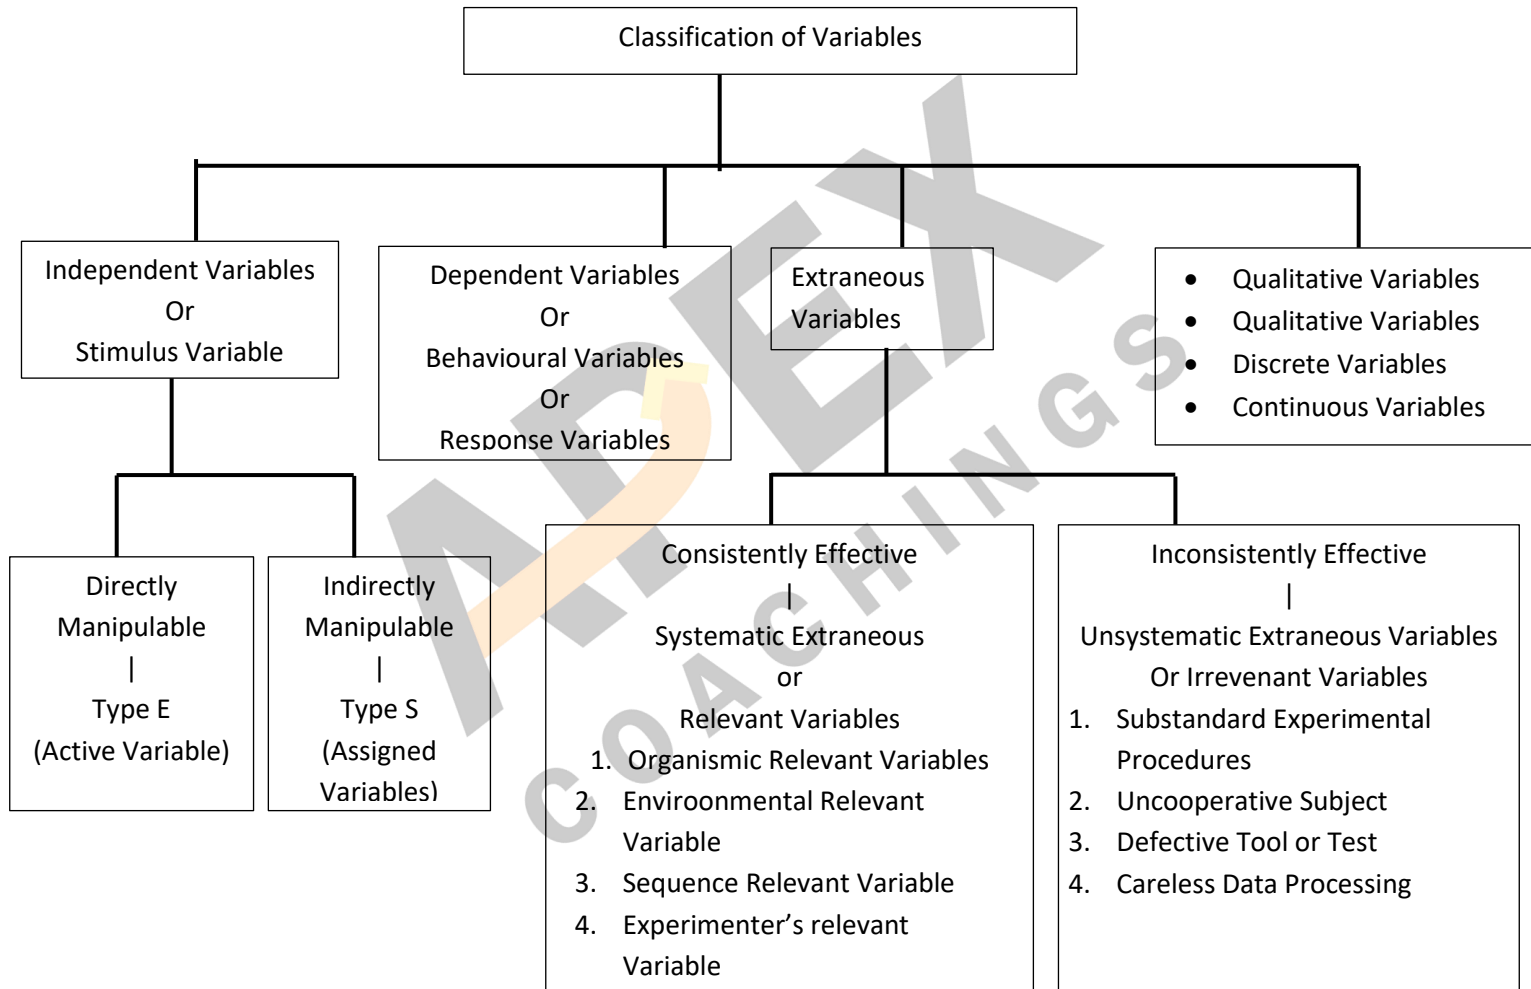 Classification of Variables
Independent Variables
Or
Stimulus Variable
Dependent Variables
Or
Behavioural Variables
Or
Response Variables
Extraneous
Variables
• Qualitative Variables
• Qualitative Variables
• Discrete Variables
• Continuous Variables
Directly
Manipulable
|
Type E
(Active Variable)
Indirectly
Manipulable
|
Type S
(Assigned
Variables)
Consistently Effective
|
Systematic Extraneous
or
Relevant Variables
1. Organismic Relevant Variables
2. Enviroonmental Relevant
Variable
3. Sequence Relevant Variable
4. Experimenter’s relevant
Variable
Inconsistently Effective
|
Unsystematic Extraneous Variables
Or Irrevenant Variables
1. Substandard Experimental
Procedures
2. Uncooperative Subject
3. Defective Tool or Test
4. Careless Data Processing
APEX
COACHINGS